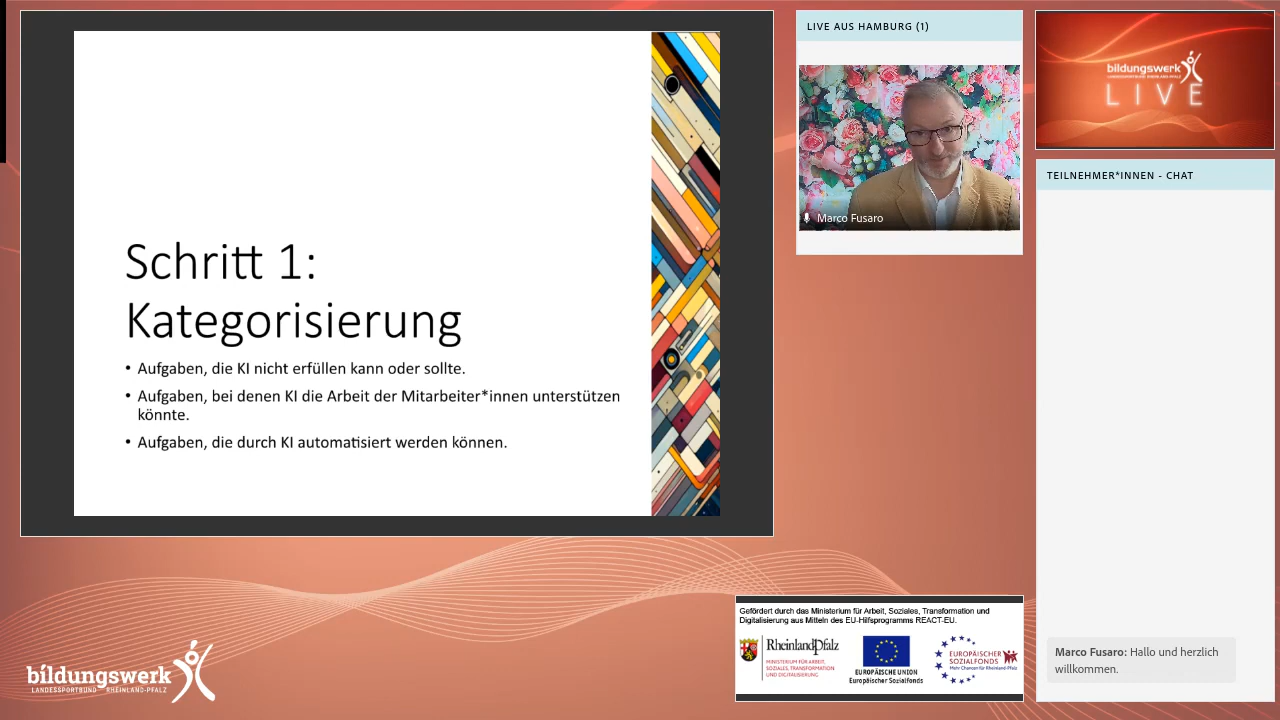 Schritt 1:
Kategorisierung
• Aufgaben, die KI nicht erfüllen kann oder sollte.
• Aufgaben, bei denen KI die Arbeit der Mitarbeiter*innen unterstützen
könnte.
• Aufgaben, die durch KI automatisiert werden können.
LIVE AUS HAMBURG (1)
Marco Fusaro
bildungswerk
LANDESSPORTBUND RHEINLAND-PFALZ
LIVE
TEILNEHMER*INNEN - CHAT
Marco Fusaro: Hallo und herzlich
willkommen.
Gefördert durch das Ministerium für Arbeit, Soziales, Transformation und
Digitalisierung aus Mitteln des EU-Hilfsprogramms REACT-EU.
RheinlandPfalz
MINISTERIUM FÜR ARBEIT,
SOZIALES, TRANSFORMATION
UND DIGITALISIERUNG
EUROPÄISCHE UNION
Europäischer Sozialfonds
EUROPÄISCHER
SOZIALFONDS
Mehr Chancen für Rheinland-Pfalz
bildungswerk
LANDESSPORTBUND RHEINLAND-PFALZ